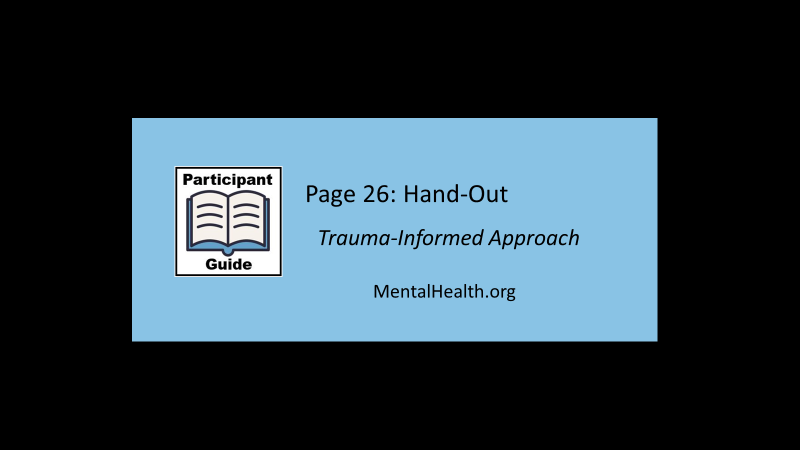 Participant
Guide
Page 26: Hand-Out
Trauma-Informed Approach
MentalHealth.org